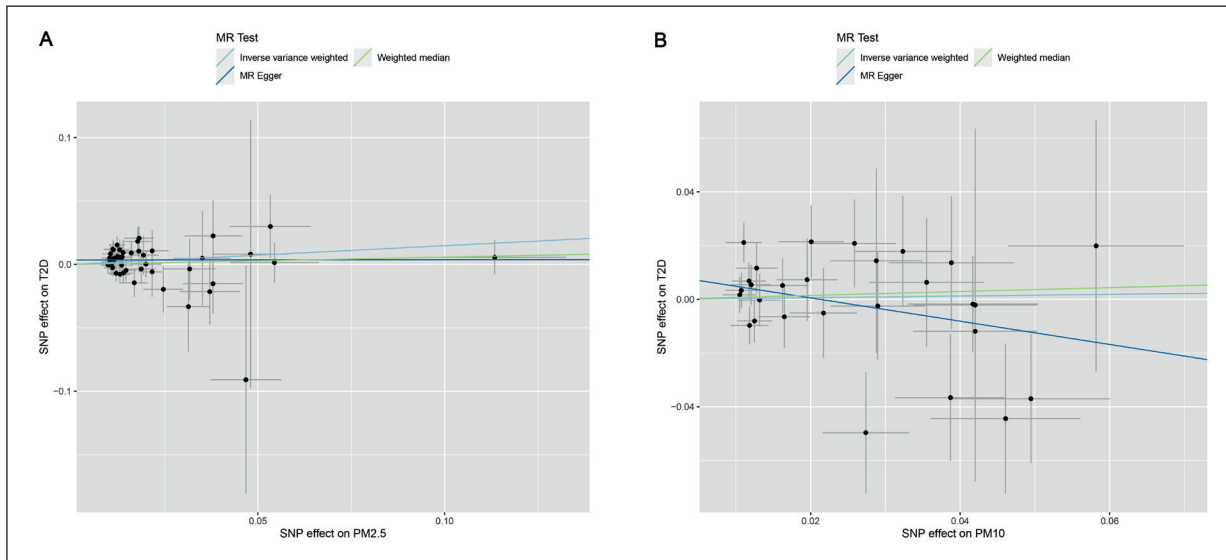 A
MR Test
Inverse variance weighted
Weighted median
MR Egger
SNP effect on T2D
0.1
0.0
−0.1
0.05
0.10
SNP effect on PM2.5
B
MR Test
Inverse variance weighted
Weighted median
MR Egger
SNP effect on T2D
0.04
0.00
−0.04
0.02
0.04
0.06
SNP effect on PM10